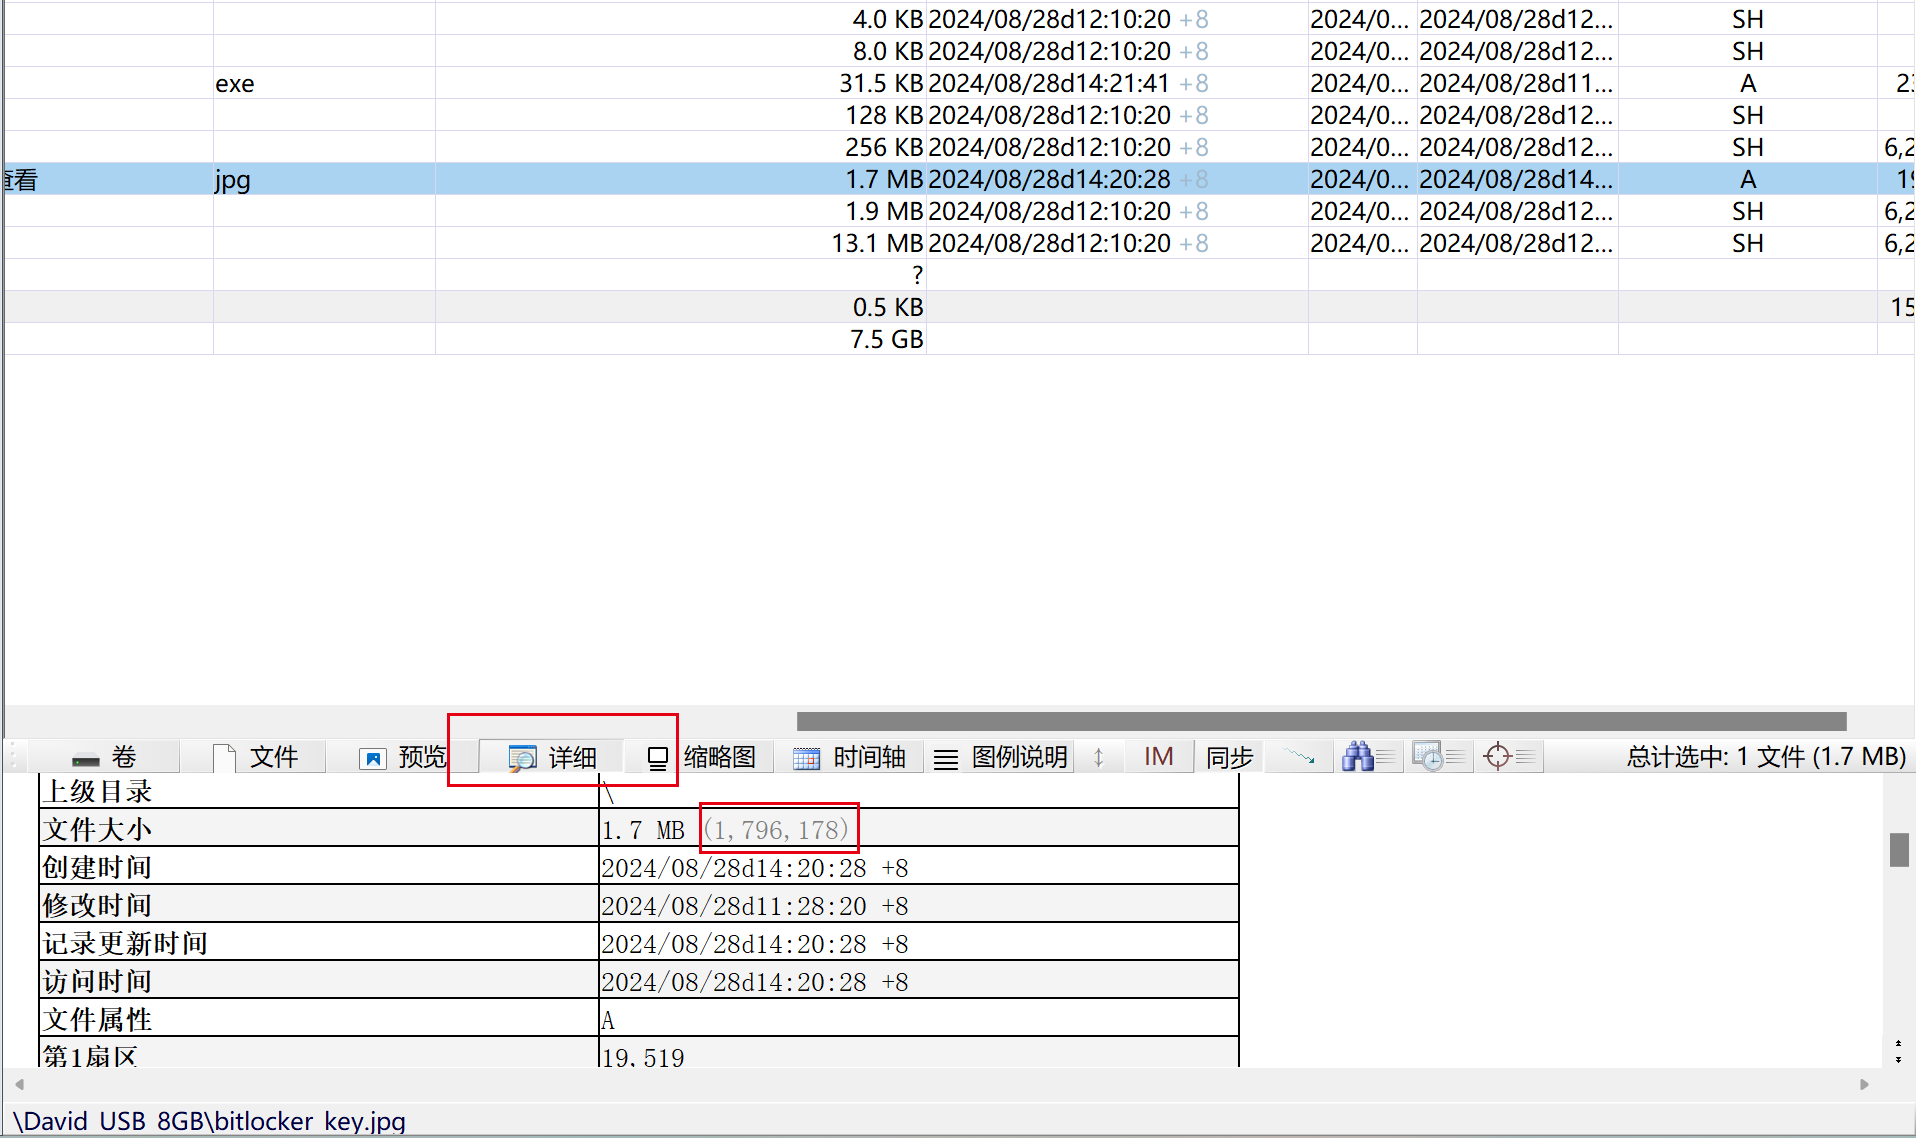 4.0 KB 2024/08/28d12:10:20 +8 2024/0... 2024/08/28d12... SH
8.0 KB 2024/08/28d12:10:20 +8 2024/0... 2024/08/28d12... SH
exe 31.5 KB 2024/08/28d14:21:41 +8 2024/0... 2024/08/28d11... A
128 KB 2024/08/28d12:10:20 +8 2024/0... 2024/08/28d12... SH
256 KB 2024/08/28d12:10:20 +8 2024/0... 2024/08/28d12... SH 6,2
查看 jpg 1.7 MB 2024/08/28d14:20:28 +8 2024/0... 2024/08/28d14... A
1.9 MB 2024/08/28d12:10:20 +8 2024/0... 2024/08/28d12... SH 6,2
13.1 MB 2024/08/28d12:10:20 +8 2024/0... 2024/08/28d12... SH 6,2
?
0.5 KB 15
7.5 GB
卷 文件 预览 详细 缩略图 时间轴 图例说明 IM 同步 总计选中: 1 文件 (1.7 MB)
上级目录 \
文件大小 1.7 MB (1,796,178)
创建时间 2024/08/28d14:20:28 +8
修改时间 2024/08/28d11:28:20 +8
记录更新时间 2024/08/28d14:20:28 +8
访问时间 2024/08/28d14:20:28 +8
文件属性 A
第1扇区 19,519
\David USB 8GB\bitlocker key.jpg